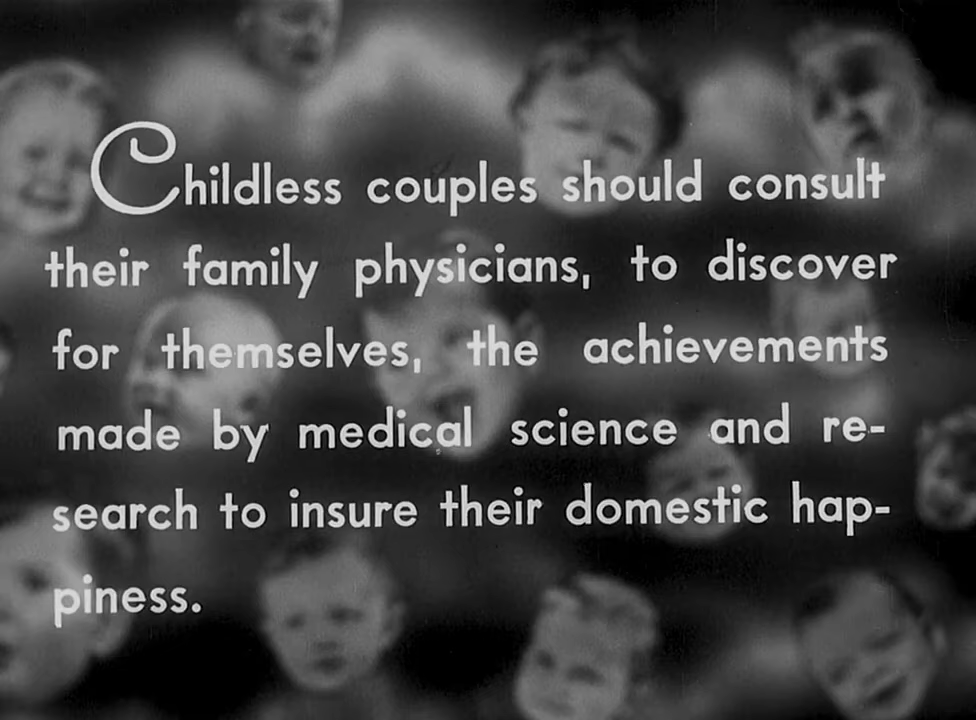 Childless couples should consult
their family physicians, to discover
for themselves, the achievements
made by medical science and re-
search to insure their domestic hap-
piness.